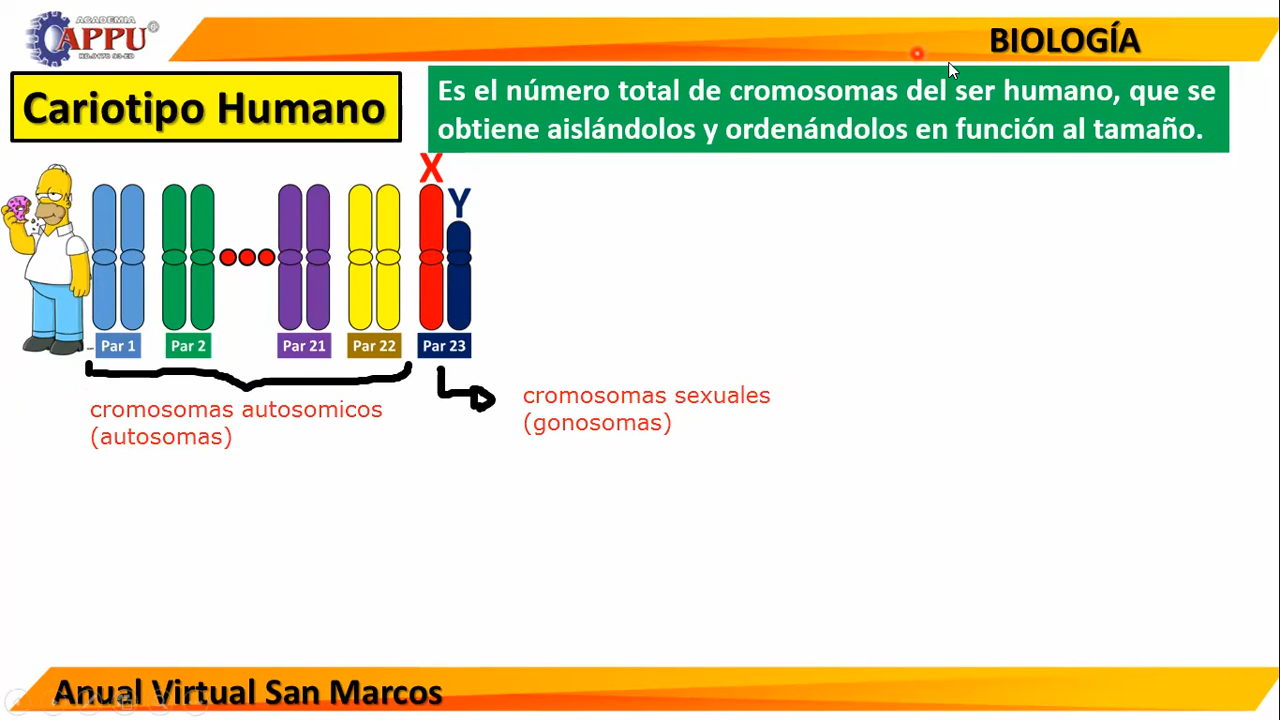 ACADEMIA
APPU®
BIOLOGÍA
Cariotipo Humano
Es el número total de cromosomas del ser humano, que se
obtiene aislándolos y ordenándolos en función al tamaño.
X
Y
Par 1
Par 2
Par 21
Par 22
Par 23
cromosomas autosomicos
(autosomas)
cromosomas sexuales
(gonosomas)
Anual Virtual San Marcos